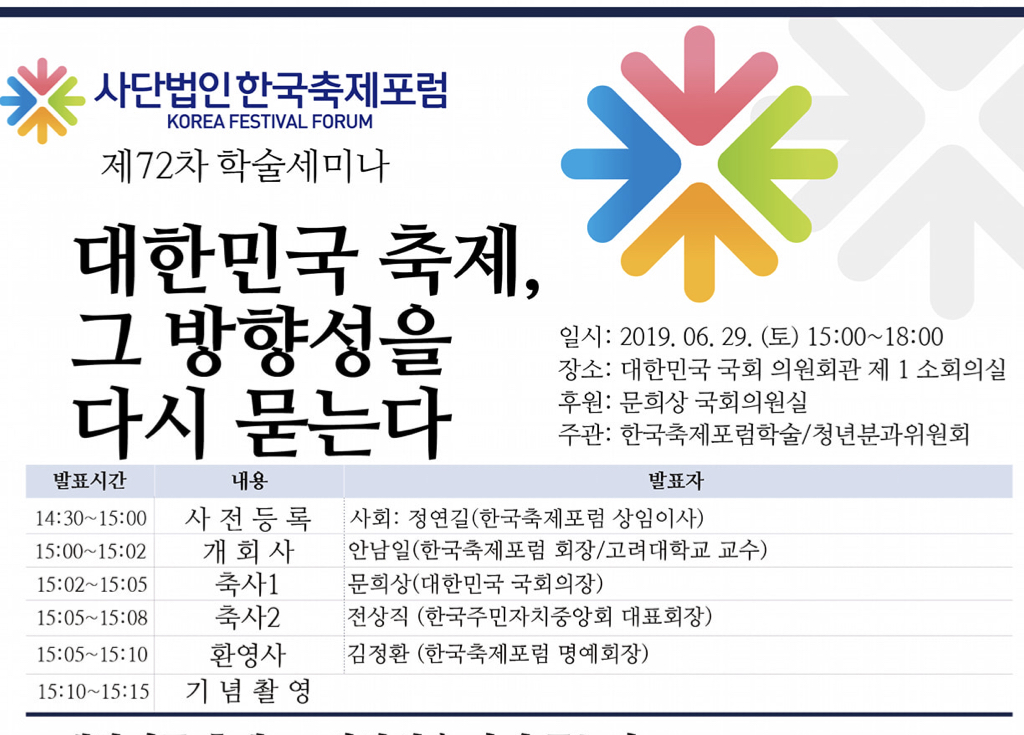 사단법인 한국축제포럼
KOREA FESTIVAL FORUM
제72차 학술세미나
대한민국 축제,
그 방향성을
다시 묻는다
일시: 2019. 06. 29. (토) 15:00~18:00
장소: 대한민국 국회 의원회관 제 1 소회의실
후원: 문희상 국회의원실
주관: 한국축제포럼학술/청년분과위원회
발표시간 내용 발표자
14:30~15:00 사 전 등 록 사회: 정연길(한국축제포럼 상임이사)
15:00~15:02 개 회 사 안남일(한국축제포럼 회장/고려대학교 교수)
15:02~15:05 축사1 문희상(대한민국 국회의장)
15:05~15:08 축사2 전상직 (한국주민자치중앙회 대표회장)
15:05~15:10 환영사 김정환 (한국축제포럼 명예회장)
15:10~15:15 기 념 촬 영